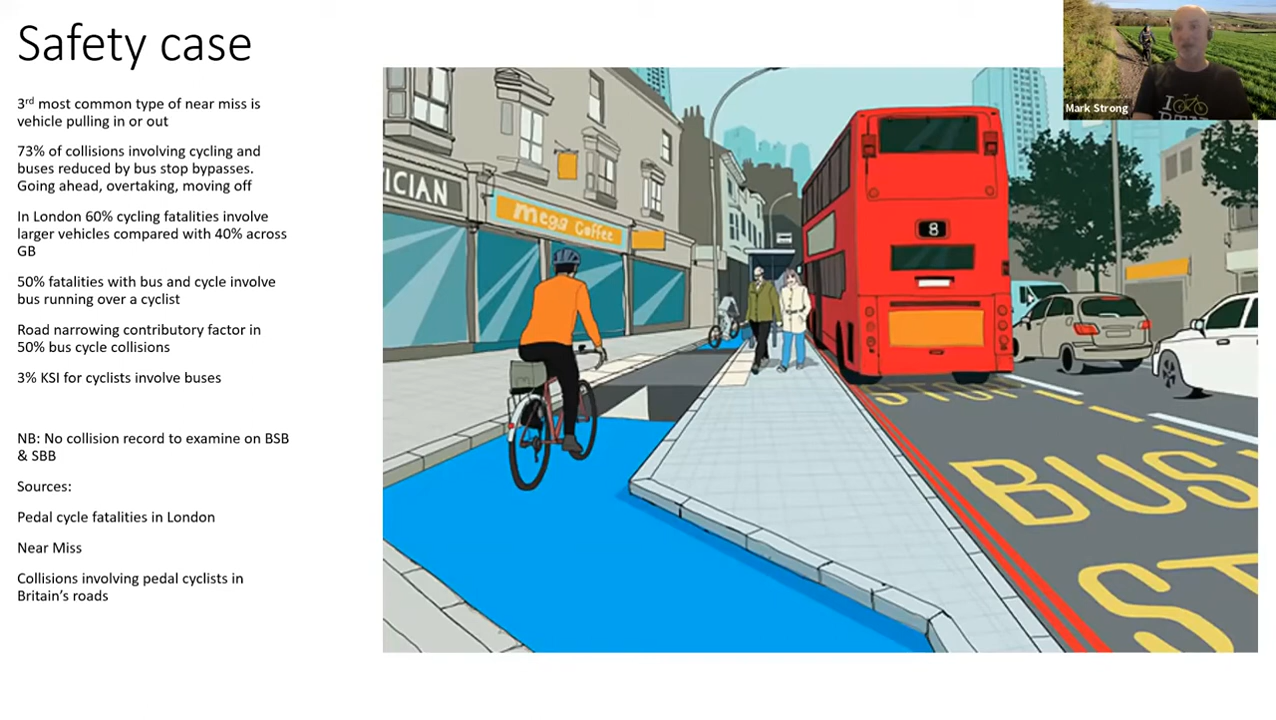 Safety case
3rd most common type of near miss is
vehicle pulling in or out
73% of collisions involving cycling and
buses reduced by bus stop bypasses.
Going ahead, overtaking, moving off
In London 60% cycling fatalities involve
larger vehicles compared with 40% across
GB
50% fatalities with bus and cycle involve
bus running over a cyclist
Road narrowing contributory factor in
50% bus cycle collisions
3% KSI for cyclists involve buses
NB: No collision record to examine on BSB
& SBB
Sources:
Pedal cycle fatalities in London
Near Miss
Collisions involving pedal cyclists in
Britain's roads
ICIAN
mega coffee
8
STOP
BUS
ST
Mark Strong
I